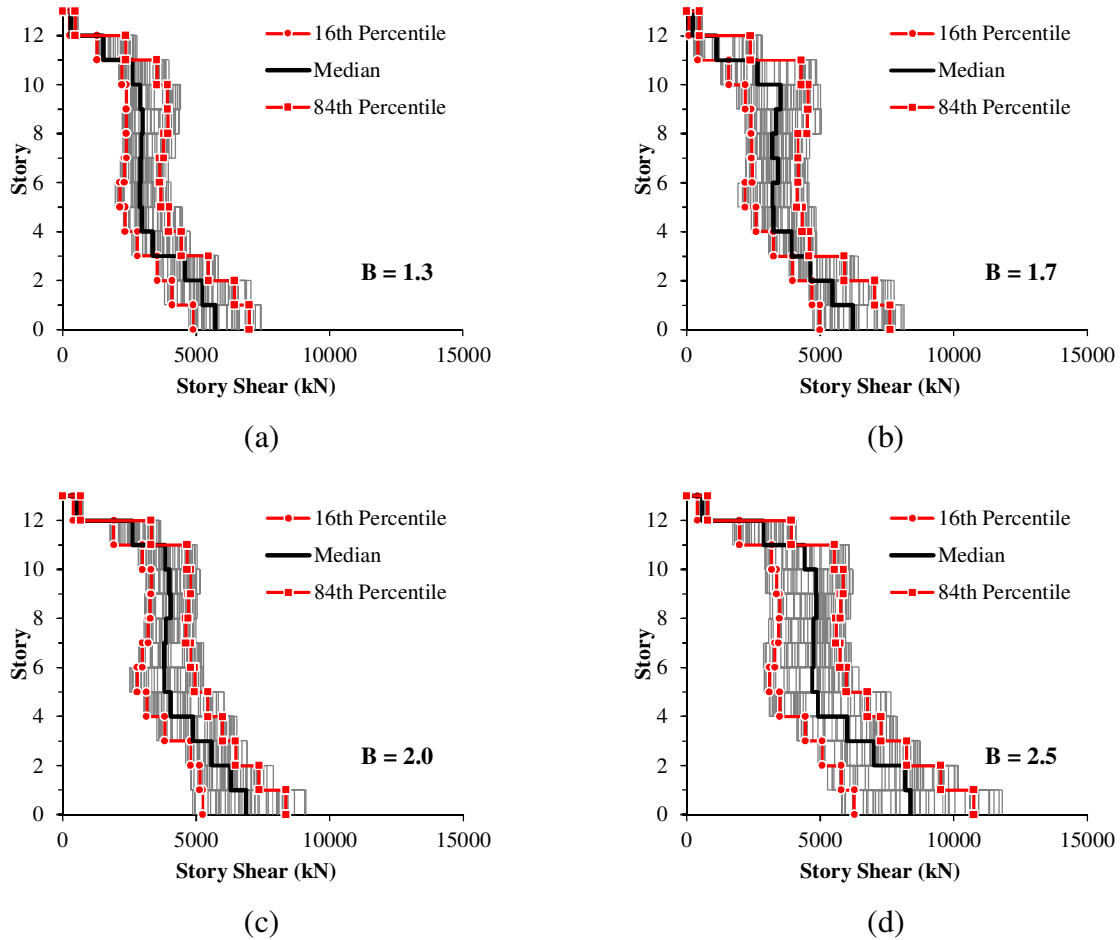 12
10
8
6
4
2
0
Story
16th Percentile
Median
84th Percentile
B = 1.3
0 5000 10000 15000
Story Shear (kN)
(a)
12
10
8
6
4
2
0
Story
16th Percentile
Median
84th Percentile
B = 1.7
0 5000 10000 15000
Story Shear (kN)
(b)
12
10
8
6
4
2
0
Story
16th Percentile
Median
84th Percentile
B = 2.0
0 5000 10000 15000
Story Shear (kN)
(c)
12
10
8
6
4
2
0
Story
16th Percentile
Median
84th Percentile
B = 2.5
0 5000 10000 15000
Story Shear (kN)
(d)